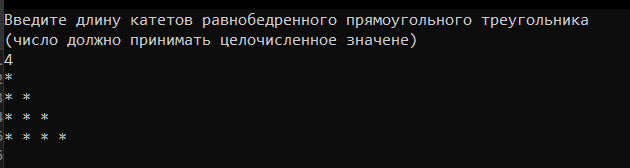 Введите длину катетов равнобедренного прямоугольного треугольника
(число должно принимать целочисленное значене)
4
*
* *
* * *
* * * *